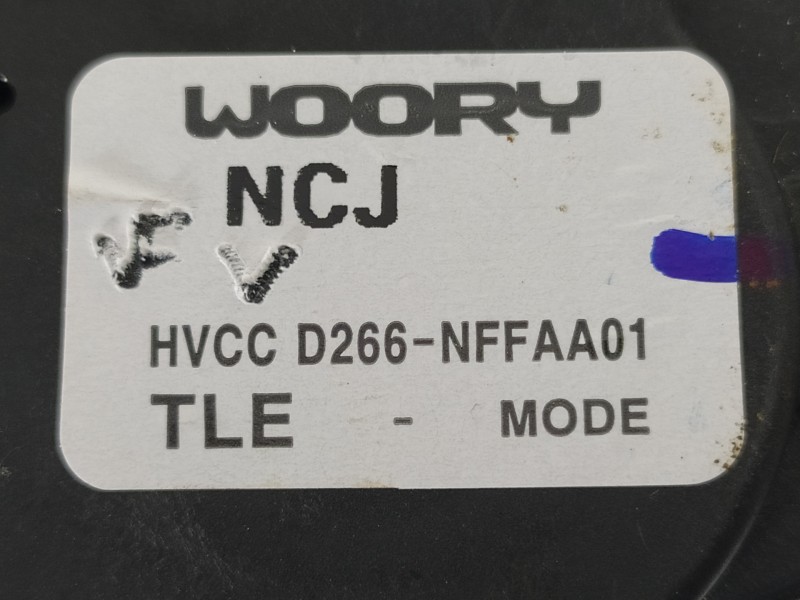 WOORY
NCJ
HVCC D266-NFFAA01
TLE - MODE